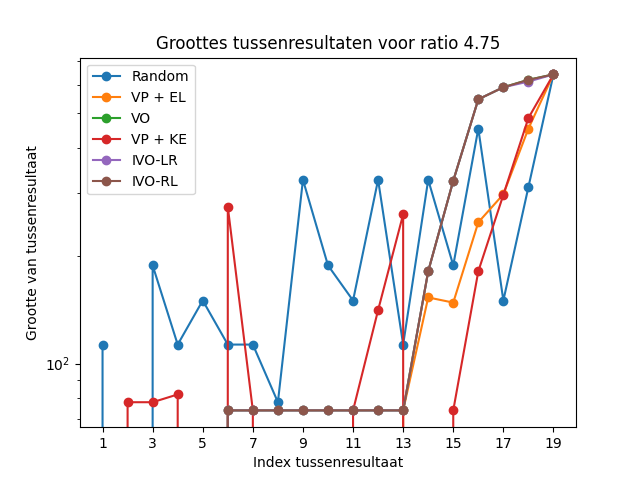 Groottes tussenresultaten voor ratio 4.75
Random
VP + EL
VO
VP + KE
IVO-LR
IVO-RL
Grootte van tussenresultaat
10²
1 3 5 7 9 11 13 15 17 19
Index tussenresultaat